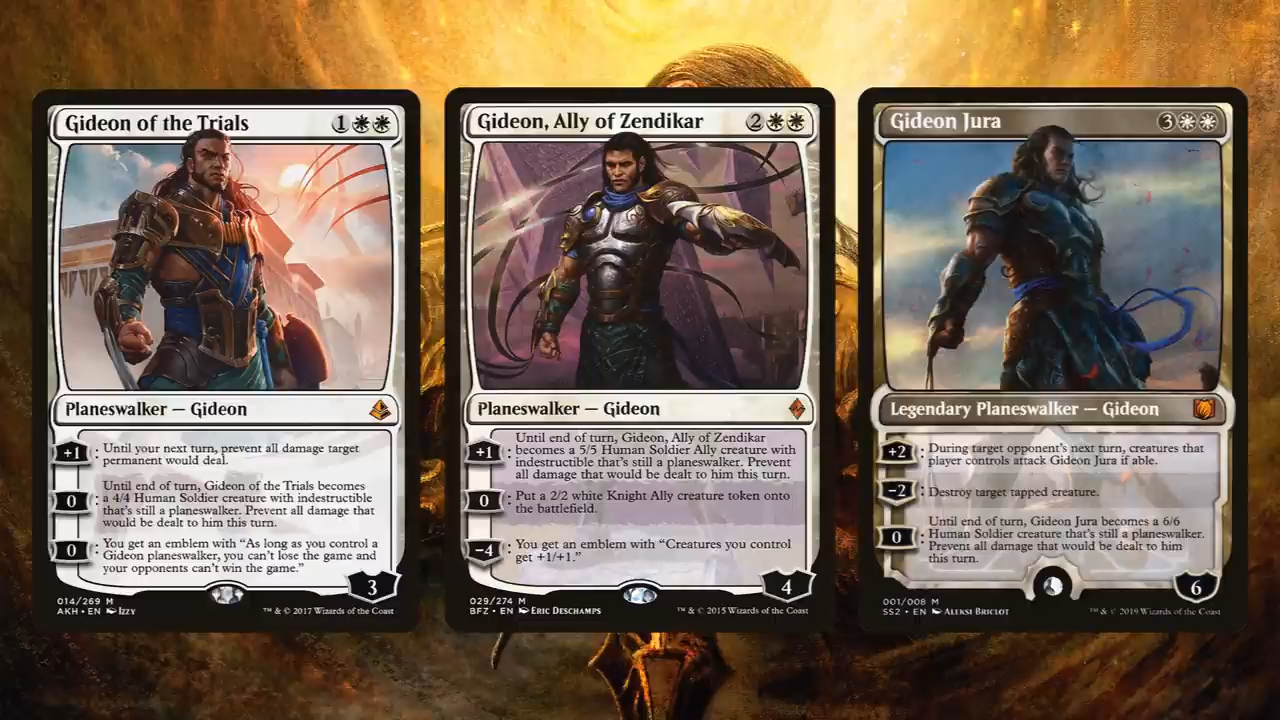 Gideon of the Trials 1
Planeswalker — Gideon
+1: Until your next turn, prevent all damage target
permanent would deal.
0: Until end of turn, Gideon of the Trials becomes
a 4/4 Human Soldier creature with indestructible
that's still a planeswalker. Prevent all damage that
would be dealt to him this turn.
0: You get an emblem with “As long as you control a
Gideon planeswalker, you can't lose the game and
your opponents can't win the game.”
3
014/269 M
AKH • EN Izzy
™ & © 2017 Wizards of the Coast
Gideon, Ally of Zendikar 2
Planeswalker — Gideon
+1: Until end of turn, Gideon, Ally of Zendikar
becomes a 5/5 Human Soldier Ally creature with
indestructible that's still a planeswalker. Prevent
all damage that would be dealt to him this turn.
0: Put a 2/2 white Knight Ally creature token onto
the battlefield.
-4: You get an emblem with “Creatures you control
get +1/+1.”
4
029/274 M
BFZ • EN Eric Deschamps
™ & © 2015 Wizards of the Coast
Gideon Jura 3
Legendary Planeswalker — Gideon
+2: During target opponent's next turn, creatures that
player controls attack Gideon Jura if able.
-2: Destroy target tapped creature.
0: Until end of turn, Gideon Jura becomes a 6/6
Human Soldier creature that's still a planeswalker.
Prevent all damage that would be dealt to him
this turn.
6
001/008 M
SS2 • EN Aleksi Briclot
™ & © 2019 Wizards of the Coast